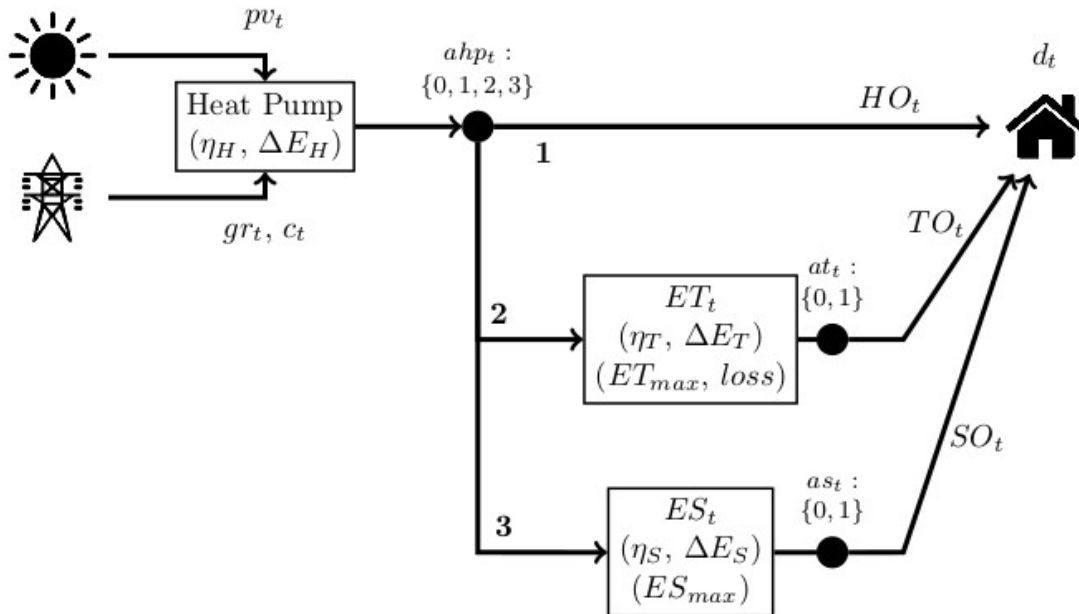 pv_t
Heat Pump
(η_H, ΔE_H)
gr_t, c_t
ahp_t :
{0, 1, 2, 3}
1
HO_t
d_t
2
ET_t
(η_T, ΔE_T)
(ET_max, loss)
at_t :
{0, 1}
TO_t
3
ES_t
(η_S, ΔE_S)
(ES_max)
as_t :
{0, 1}
SO_t